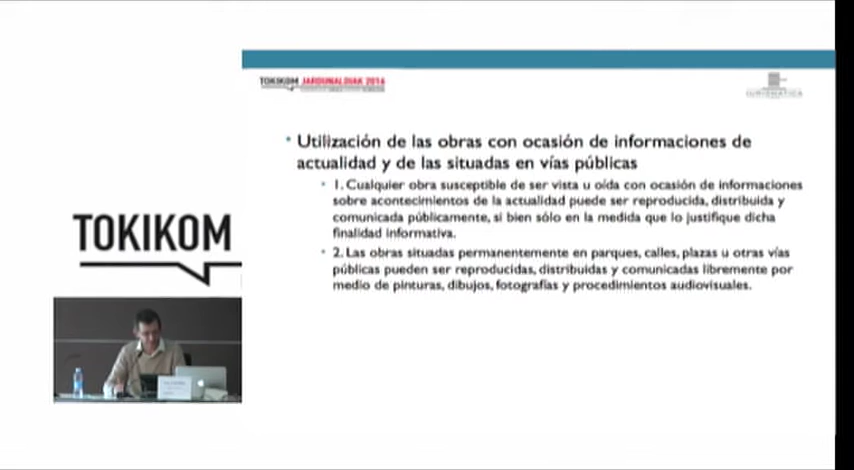 TOKIKOM JARDUNALDIAK 2016
IURISMATICA
• Utilización de las obras con ocasión de informaciones de
actualidad y de las situadas en vías públicas
• 1. Cualquier obra susceptible de ser vista u oída con ocasión de informaciones
sobre acontecimientos de la actualidad puede ser reproducida, distribuida y
comunicada públicamente, si bien sólo en la medida que lo justifique dicha
finalidad informativa.
• 2. Las obras situadas permanentemente en parques, calles, plazas u otras vías
públicas pueden ser reproducidas, distribuidas y comunicadas libremente por
medio de pinturas, dibujos, fotografías y procedimientos audiovisuales.
TOKIKOM